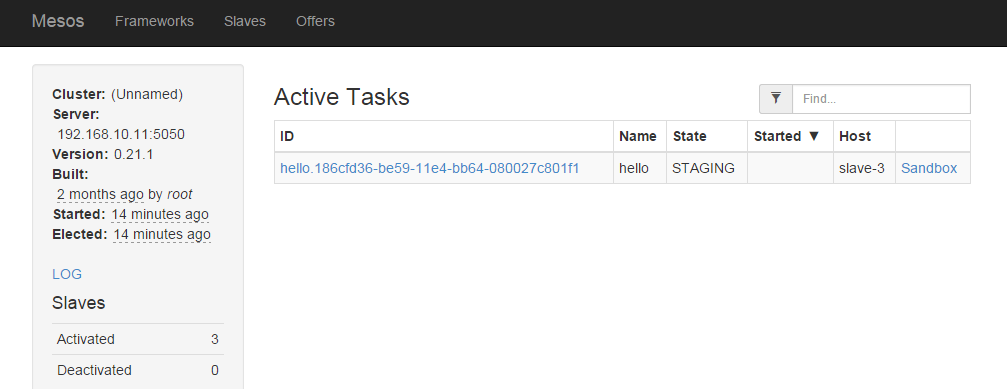 Mesos Frameworks Slaves Offers
Cluster: (Unnamed)
Server:
192.168.10.11:5050
Version: 0.21.1
Built:
2 months ago by root
Started: 14 minutes ago
Elected: 14 minutes ago
LOG
Slaves
Activated 3
Deactivated 0
Active Tasks
Find...
ID Name State Started ▼ Host
hello.186cfd36-be59-11e4-bb64-080027c801f1 hello STAGING slave-3 Sandbox